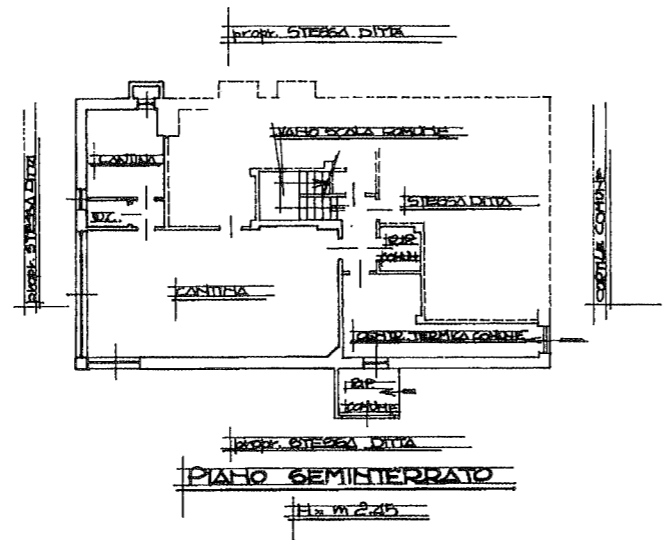 propr. STESSA DITTA
VANO SCALA COMUNE
CANTINA
propr. STESSA DITTA
STESSA DITTA
W.C.
RIP.
COMUNE
CORTILE COMUNE
CANTINA
CENTR. TERMICA COMUNE
RIP.
COMUNE
propr. STESSA DITTA
PIANO SEMINTERRATO
H= m 2.45